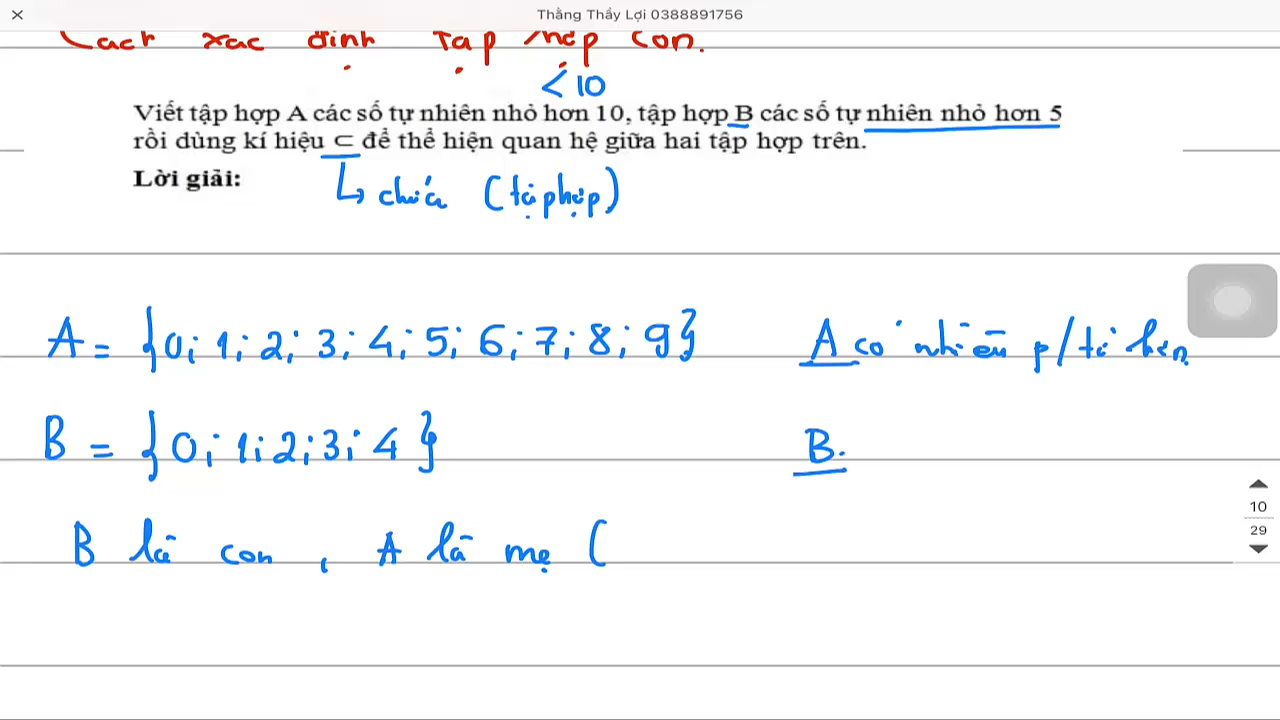 Thằng Thầy Lợi 0388891756
Cách xác định tập hợp con.
< 10
Viết tập hợp A các số tự nhiên nhỏ hơn 10, tập hợp B các số tự nhiên nhỏ hơn 5
rồi dùng kí hiệu ⊂ để thể hiện quan hệ giữa hai tập hợp trên.
Lời giải:
↳ chứa (tập hợp)
A = {0; 1; 2; 3; 4; 5; 6; 7; 8; 9}
A có nhiều p/tử hơn
B = {0; 1; 2; 3; 4}
B.
10
29
B là con, A là mẹ (